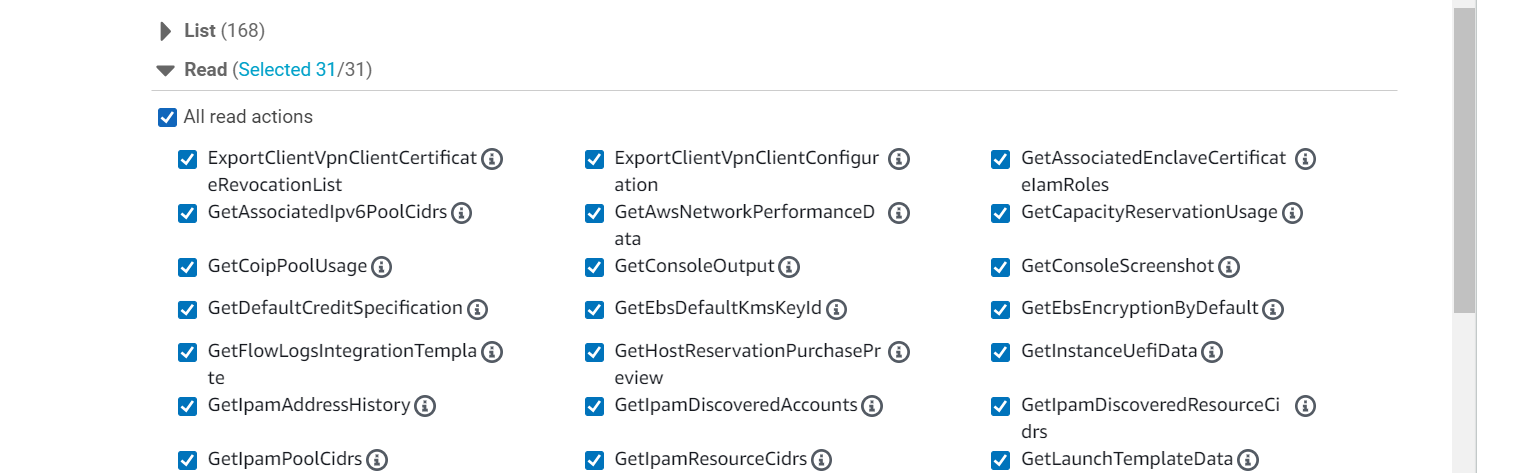 List (168)
Read (Selected 31/31)
All read actions
ExportClientVpnClientCertificat
eRevocationList
ExportClientVpnClientConfigur
ation
GetAssociatedEnclaveCertificat
eIamRoles
GetAssociatedIpv6PoolCidrs
GetAwsNetworkPerformanceD
ata
GetCapacityReservationUsage
GetCoipPoolUsage
GetConsoleOutput
GetConsoleScreenshot
GetDefaultCreditSpecification
GetEbsDefaultKmsKeyId
GetEbsEncryptionByDefault
GetFlowLogsIntegrationTempla
te
GetHostReservationPurchasePr
eview
GetInstanceUefiData
GetIpamAddressHistory
GetIpamDiscoveredAccounts
GetIpamDiscoveredResourceCi
drs
GetIpamPoolCidrs
GetIpamResourceCidrs
GetLaunchTemplateData